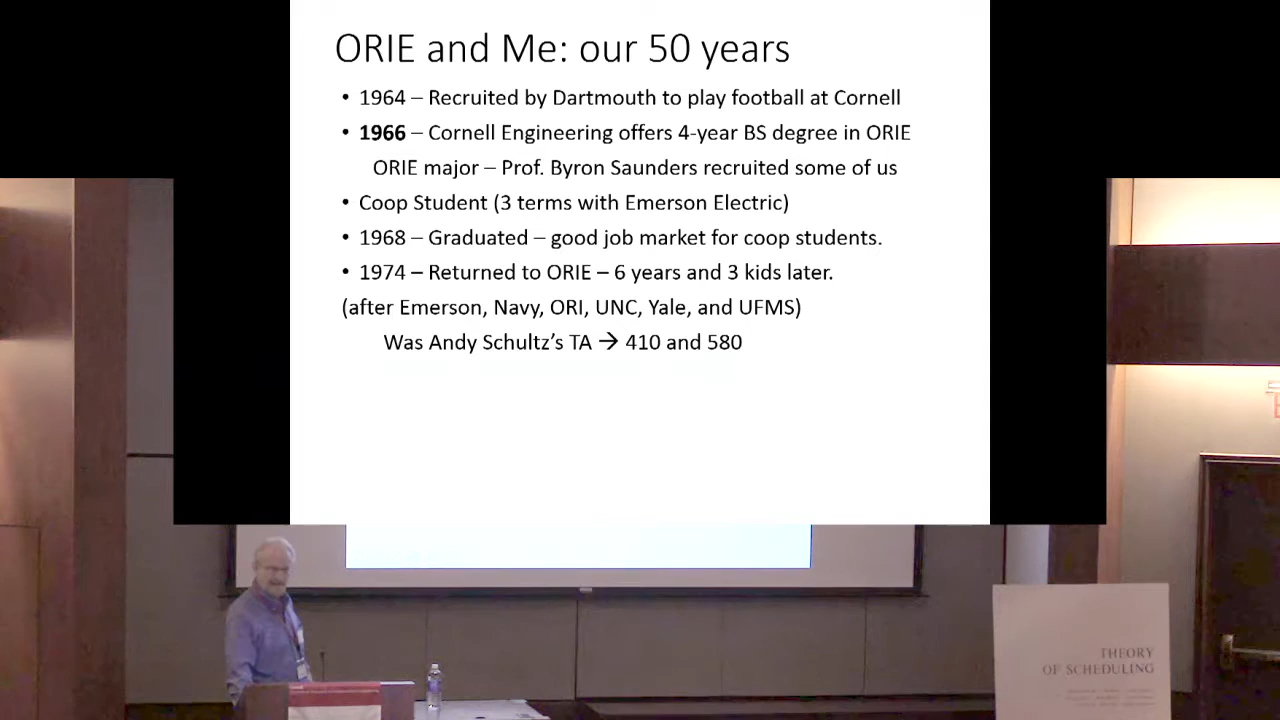 ORIE and Me: our 50 years
• 1964 – Recruited by Dartmouth to play football at Cornell
• 1966 – Cornell Engineering offers 4-year BS degree in ORIE
ORIE major – Prof. Byron Saunders recruited some of us
• Coop Student (3 terms with Emerson Electric)
• 1968 – Graduated – good job market for coop students.
• 1974 – Returned to ORIE – 6 years and 3 kids later.
(after Emerson, Navy, ORI, UNC, Yale, and UFMS)
Was Andy Schultz's TA → 410 and 580
THEORY
OF SCHEDULING